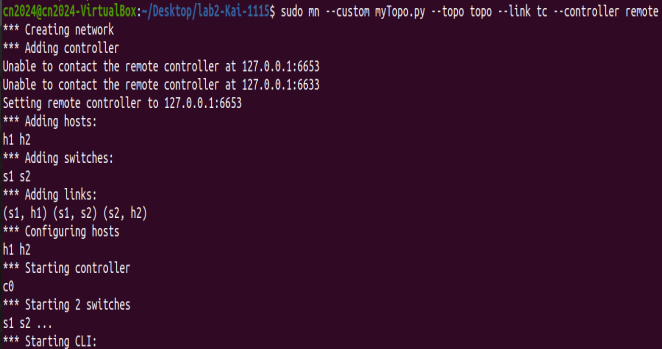 cn2024@cn2024-VirtualBox:~/Desktop/lab2-Kai-1115$ sudo mn --custom myTopo.py --topo topo --link tc --controller remote
*** Creating network
*** Adding controller
Unable to contact the remote controller at 127.0.0.1:6653
Unable to contact the remote controller at 127.0.0.1:6633
Setting remote controller to 127.0.0.1:6653
*** Adding hosts:
h1 h2
*** Adding switches:
s1 s2
*** Adding links:
(s1, h1) (s1, s2) (s2, h2)
*** Configuring hosts
h1 h2
*** Starting controller
c0
*** Starting 2 switches
s1 s2 ...
*** Starting CLI: